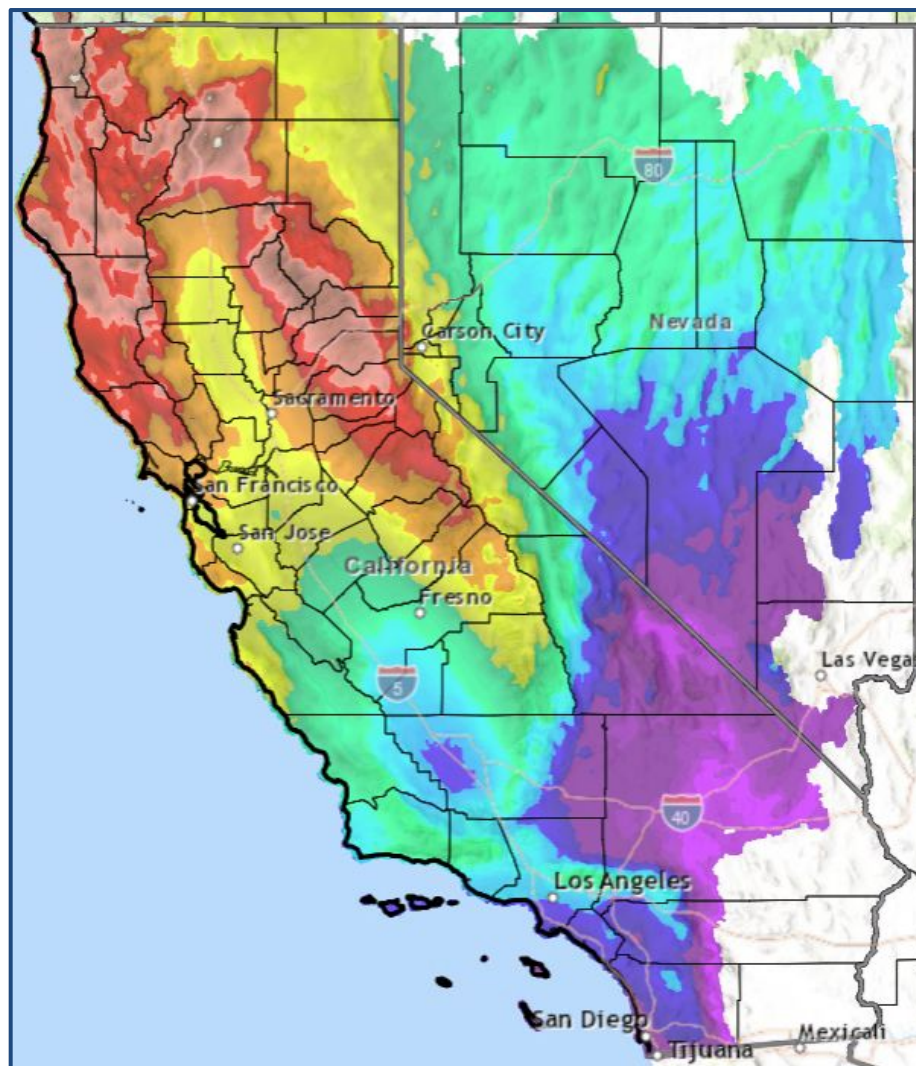 80
Carson City
Nevada
Sacramento
San Francisco
San Jose
California
Fresno
5
Las Vegas
40
Los Angeles
San Diego
Mexicali
Tijuana